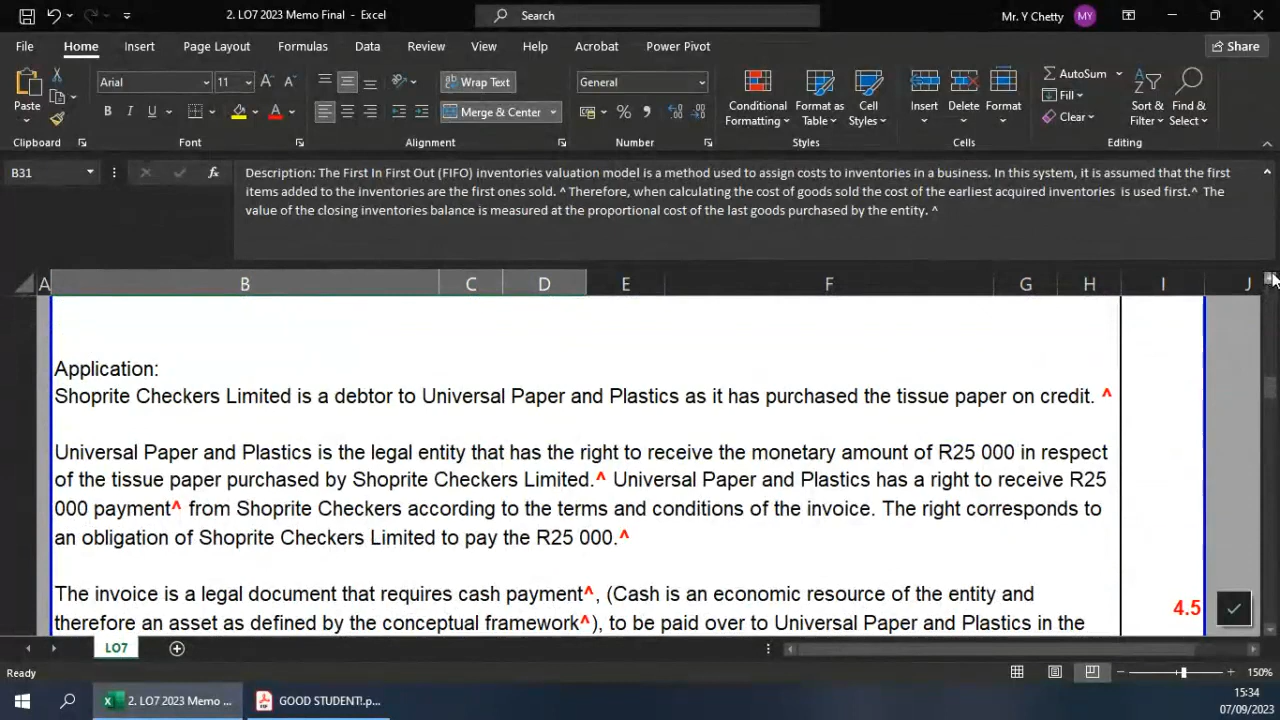 2. LO7 2023 Memo Final - Excel
Search
Mr. Y Chetty
MY
File
Home
Insert
Page Layout
Formulas
Data
Review
View
Help
Acrobat
Power Pivot
Share
Paste
Clipboard
Arial
11
B I U
Font
Wrap Text
Merge & Center
Alignment
General
Number
Conditional Formatting
Format as Table
Cell Styles
Styles
Insert
Delete
Format
Cells
AutoSum
Fill
Clear
Sort & Filter
Find & Select
Editing
B31
fx
Description: The First In First Out (FIFO) inventories valuation model is a method used to assign costs to inventories in a business. In this system, it is assumed that the first
items added to the inventories are the first ones sold. ^ Therefore, when calculating the cost of goods sold the cost of the earliest acquired inventories is used first.^ The
value of the closing inventories balance is measured at the proportional cost of the last goods purchased by the entity. ^
A B C D E F G H I J
Application:
Shoprite Checkers Limited is a debtor to Universal Paper and Plastics as it has purchased the tissue paper on credit. ^
Universal Paper and Plastics is the legal entity that has the right to receive the monetary amount of R25 000 in respect
of the tissue paper purchased by Shoprite Checkers Limited.^ Universal Paper and Plastics has a right to receive R25
000 payment^ from Shoprite Checkers according to the terms and conditions of the invoice. The right corresponds to
an obligation of Shoprite Checkers Limited to pay the R25 000.^
The invoice is a legal document that requires cash payment^, (Cash is an economic resource of the entity and
4.5
therefore an asset as defined by the conceptual framework^), to be paid over to Universal Paper and Plastics in the
LO7
Ready
150%
2. LO7 2023 Memo ...
GOOD STUDENT!.p...
15:34
07/09/2023